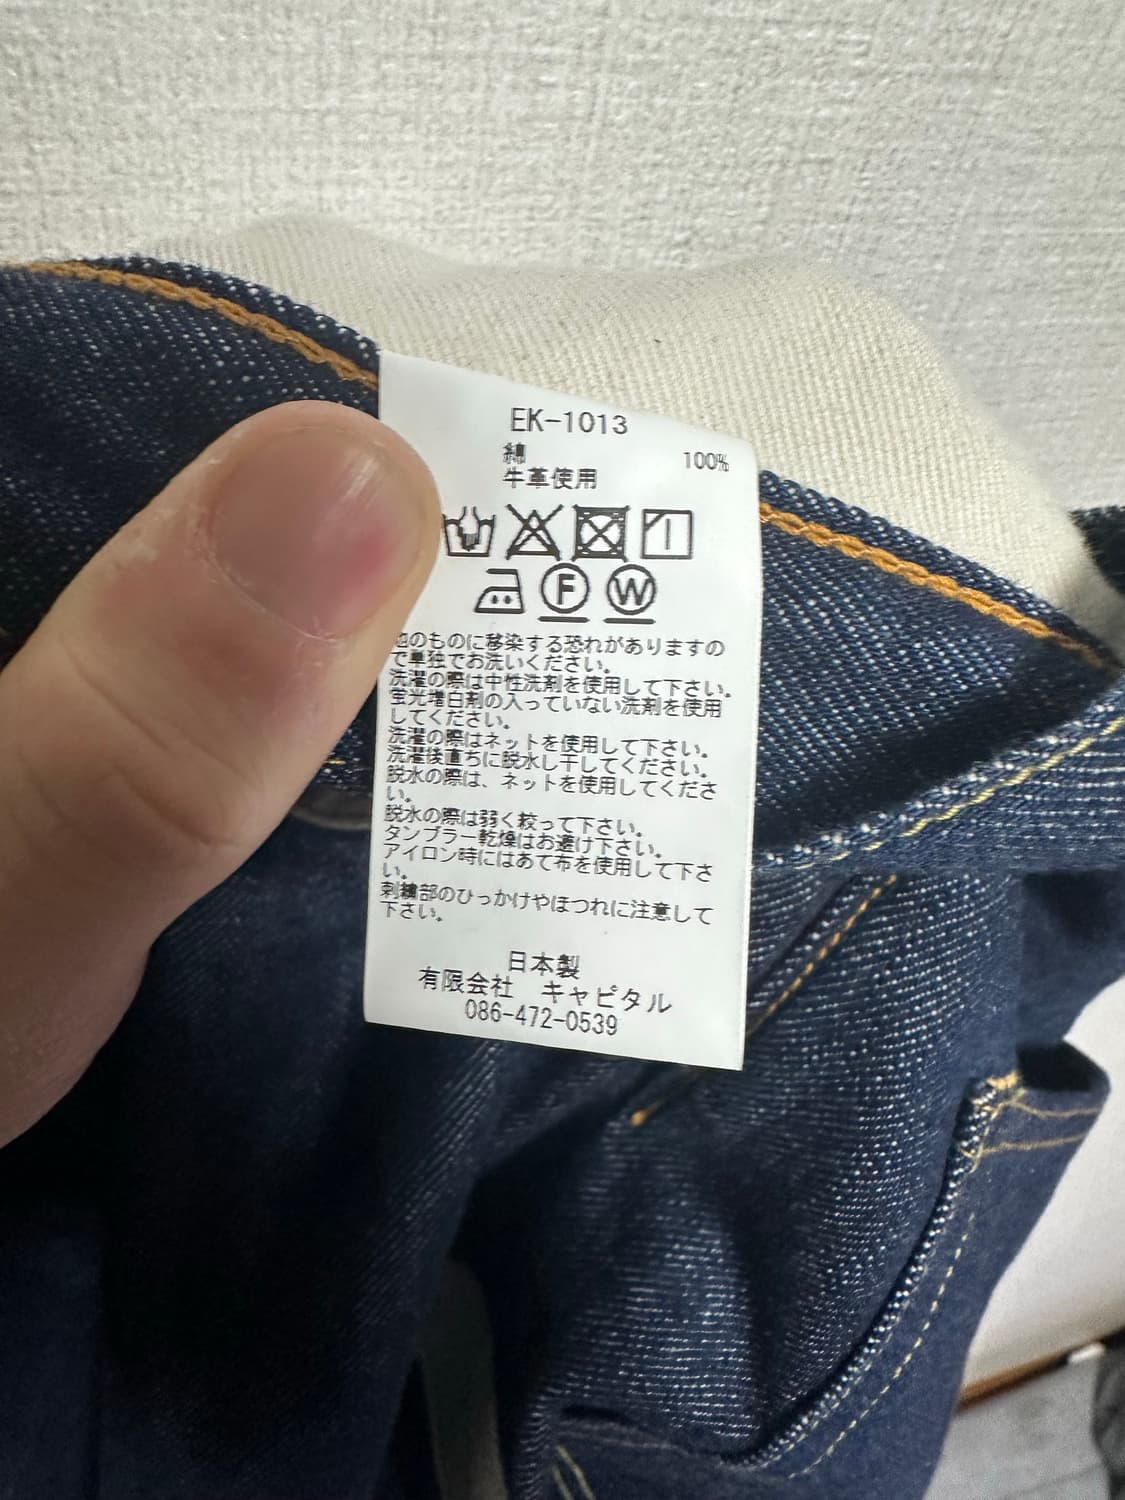 EK-1013
綿 100%
牛革使用
F W
他のものに移染する恐れがありますの
で単独でお洗いください。
洗濯の際は中性洗剤を使用して下さい。
蛍光増白剤の入っていない洗剤を使用
してください。
洗濯の際はネットを使用して下さい。
洗濯後直ちに脱水し干してください。
脱水の際は、ネットを使用してくださ
い。
脱水の際は弱く絞って下さい。
タンブラー乾燥はお避け下さい。
アイロン時にはあて布を使用して下さ
い。
刺繍部のひっかけやほつれに注意して
下さい。
日本製
有限会社 キャピタル
086-472-0539